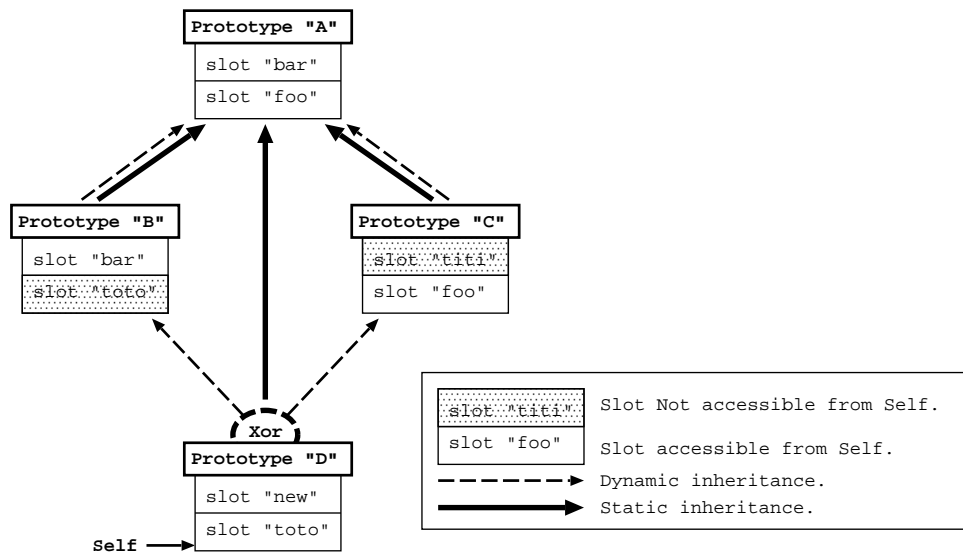 Prototype "A"
slot "bar"
slot "foo"
Prototype "B"
slot "bar"
slot "toto"
Prototype "C"
slot "titi"
slot "foo"
Xor
Prototype "D"
slot "new"
slot "toto"
Self
slot "titi"
Slot Not accessible from Self.
slot "foo"
Slot accessible from Self.
Dynamic inheritance.
Static inheritance.